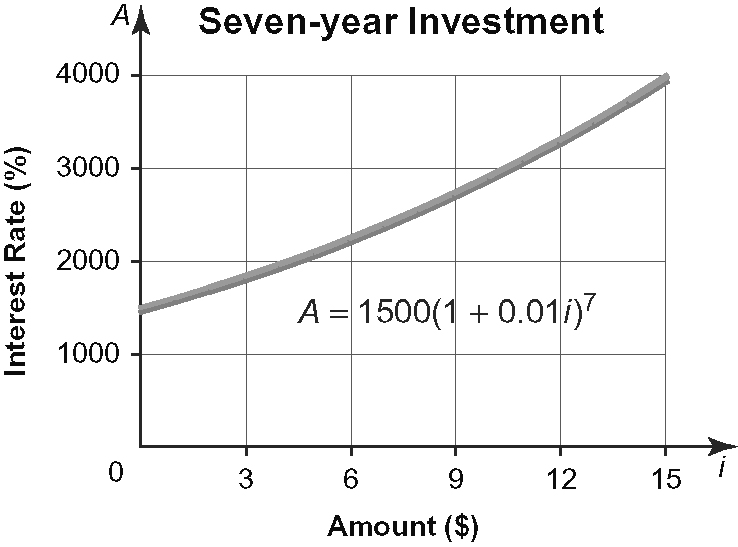 Seven-year Investment
A
4000
3000
2000
1000
0
Interest Rate (%)
A = 1500(1 + 0.01i)⁷
3 6 9 12 15
i
Amount ($)